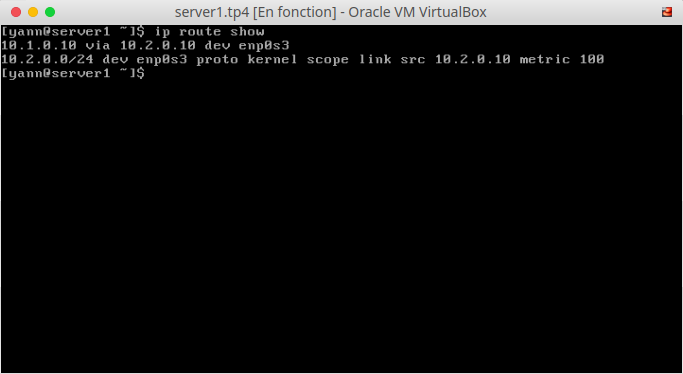 server1.tp4 [En fonction] - Oracle VM VirtualBox
[yann@server1 ~]$ ip route show
10.1.0.10 via 10.2.0.10 dev enp0s3
10.2.0.0/24 dev enp0s3 proto kernel scope link src 10.2.0.10 metric 100
[yann@server1 ~]$